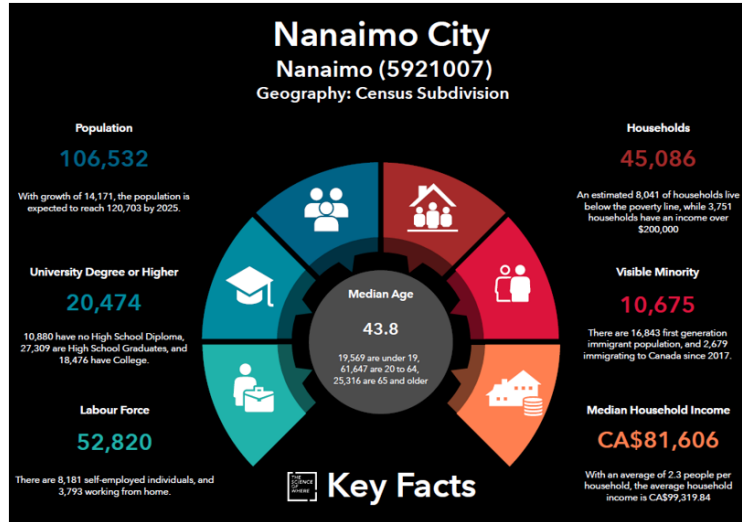 Nanaimo City
Nanaimo (5921007)
Geography: Census Subdivision
Population
106,532
With growth of 14,171, the population is
expected to reach 120,703 by 2025.
University Degree or Higher
20,474
10,880 have no High School Diploma,
27,309 are High School Graduates, and
18,476 have College.
Labour Force
52,820
There are 8,181 self-employed individuals, and
3,793 working from home.
Median Age
43.8
19,569 are under 19,
61,647 are 20 to 64,
25,316 are 65 and older
Households
45,086
An estimated 8,041 of households live
below the poverty line, while 3,751
households have an income over
$200,000
Visible Minority
10,675
There are 16,843 first generation
immigrant population, and 2,679
immigrating to Canada since 2017.
Median Household Income
CA$81,606
With an average of 2.3 people per
household, the average household
income is CA$99,319.84
THE
SCIENCE
OF
WHERE
Key Facts